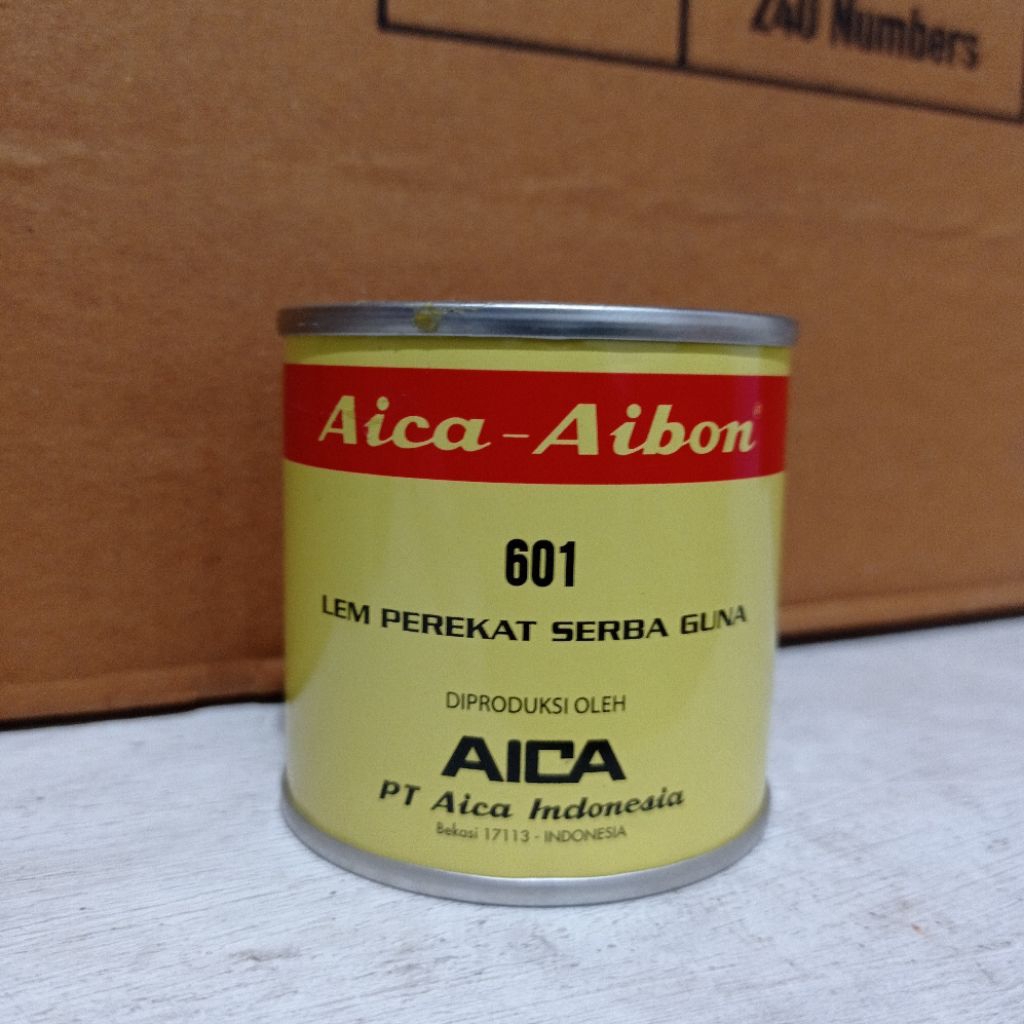 240 Numbers
Aica-Aibon®
601
LEM PEREKAT SERBA GUNA
DIPRODUKSI OLEH
AICA
PT Aica Indonesia
Bekasi 17113 - INDONESIA